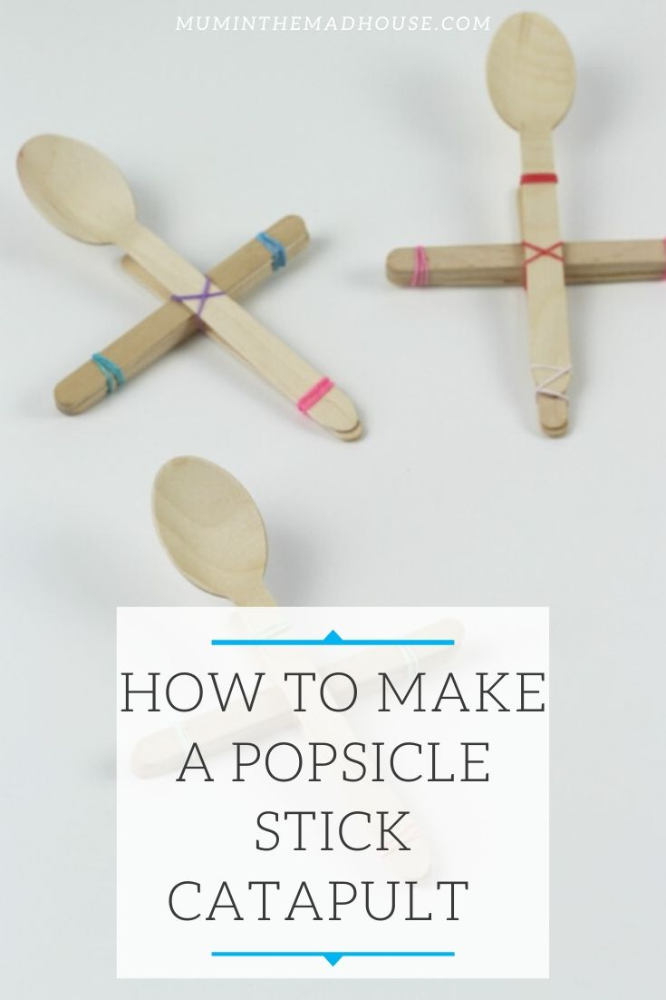 MUMINTHEMADHOUSE.COM
HOW TO MAKE
A POPSICLE
STICK
CATAPULT